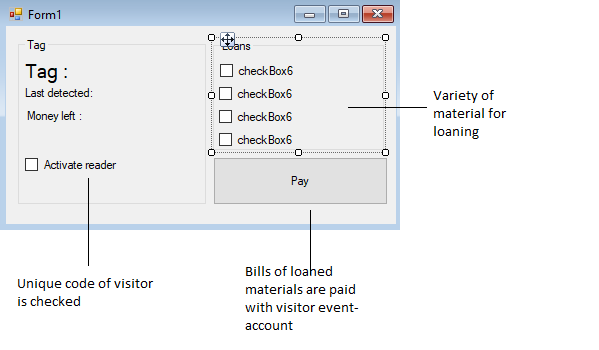 Form1
Tag
Tag :
Last detected:
Money left :
Activate reader
Loans
checkBox6
checkBox6
checkBox6
checkBox6
Pay
Variety of
material for
loaning
Unique code of visitor
is checked
Bills of loaned
materials are paid
with visitor event-
account